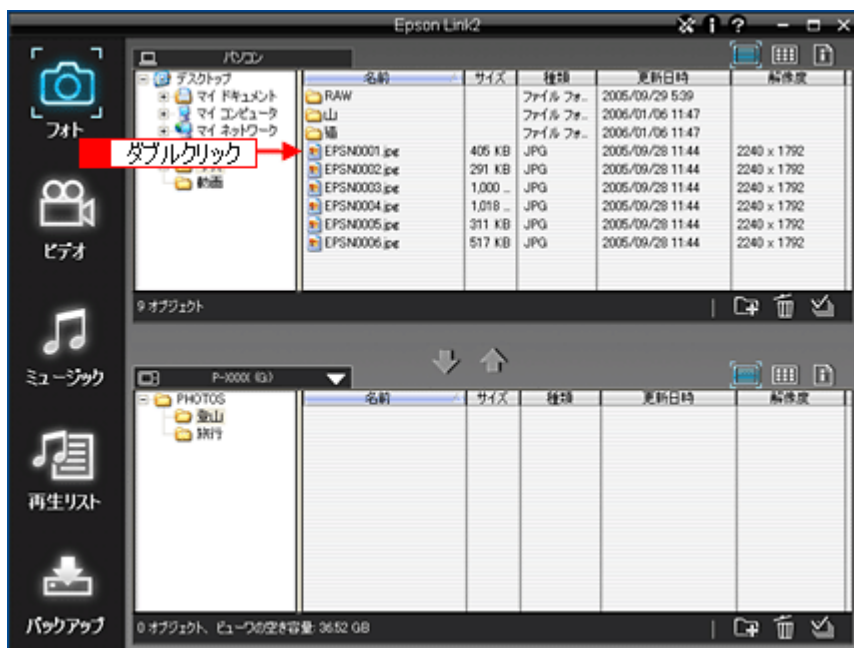 Epson Link2
フォト
ビデオ
ミュージック
再生リスト
バックアップ
パソコン
デスクトップ
マイ ドキュメント
マイ コンピュータ
マイ ネットワーク
動画
ダブルクリック
名前 サイズ 種類 更新日時 解像度
RAW ファイル フォ... 2005/09/29 5:39
山 ファイル フォ... 2006/01/06 11:47
猫 ファイル フォ... 2006/01/06 11:47
EPSN0001.jpg 405 KB JPG 2005/09/28 11:44 2240 x 1792
EPSN0002.jpg 291 KB JPG 2005/09/28 11:44 2240 x 1792
EPSN0003.jpg 1,000 ... JPG 2005/09/28 11:44 2240 x 1792
EPSN0004.jpg 1,018 ... JPG 2005/09/28 11:44 2240 x 1792
EPSN0005.jpg 311 KB JPG 2005/09/28 11:44 2240 x 1792
EPSN0006.jpg 517 KB JPG 2005/09/28 11:44 2240 x 1792
9 オブジェクト
P-XXXX (G:)
PHOTOS
登山
旅行
名前 サイズ 種類 更新日時 解像度
0 オブジェクト、ビューワの空き容量: 36.52 GB